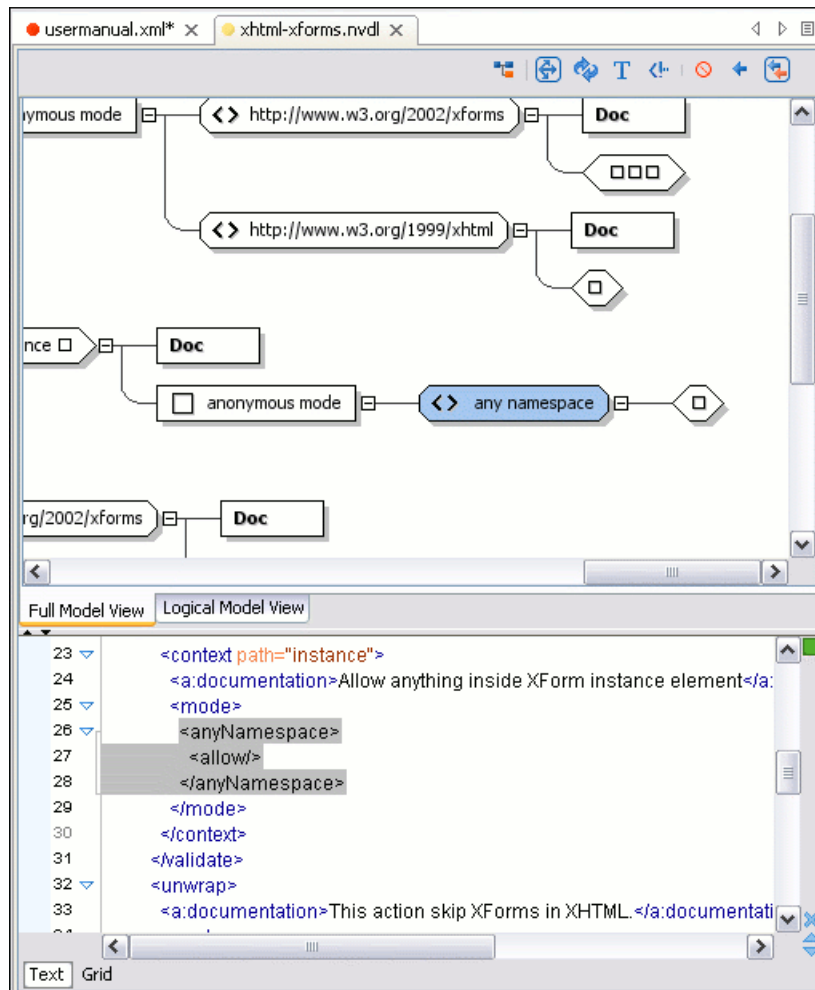 usermanual.xml* xhtml-xforms.nvdl
ymous mode http://www.w3.org/2002/xforms Doc
http://www.w3.org/1999/xhtml Doc
nce Doc
anonymous mode any namespace
rg/2002/xforms Doc
Full Model View Logical Model View
23 <context path="instance">
24 <a:documentation>Allow anything inside XForm instance element</a:
25 <mode>
26 <anyNamespace>
27 <allow/>
28 </anyNamespace>
29 </mode>
30 </context>
31 </validate>
32 <unwrap>
33 <a:documentation>This action skip XForms in XHTML.</a:documentati
Text Grid